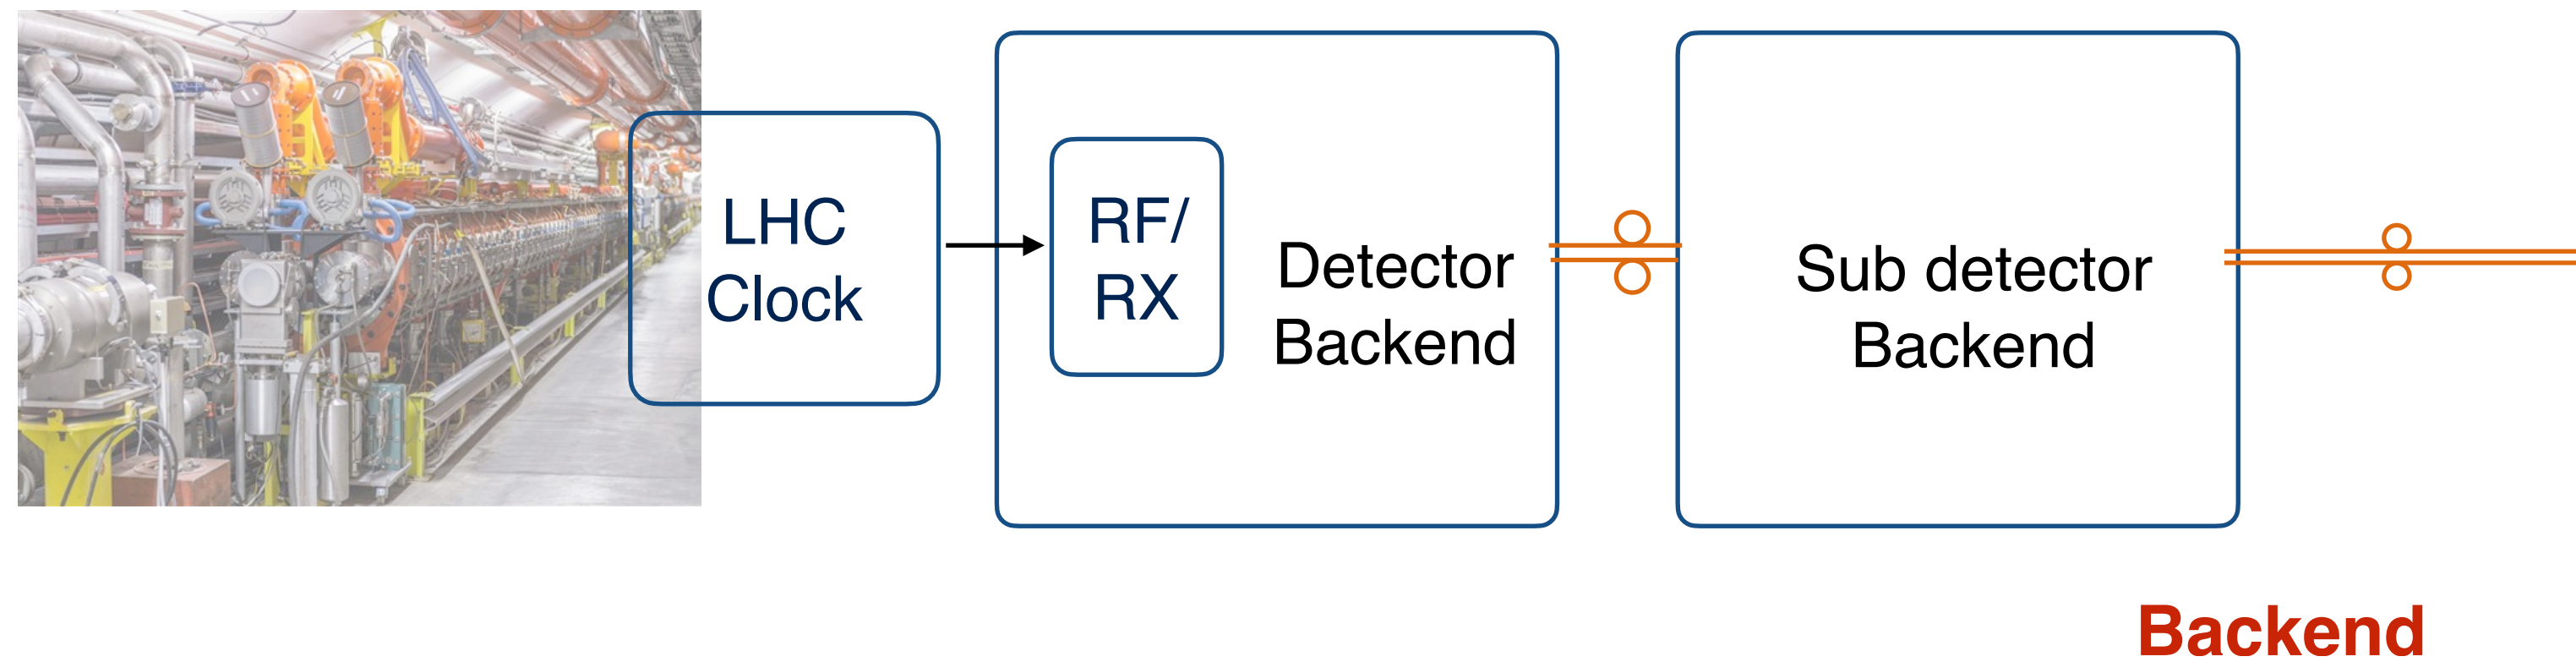 LHC
Clock
RF/
RX
Detector
Backend
Sub detector
Backend
Backend